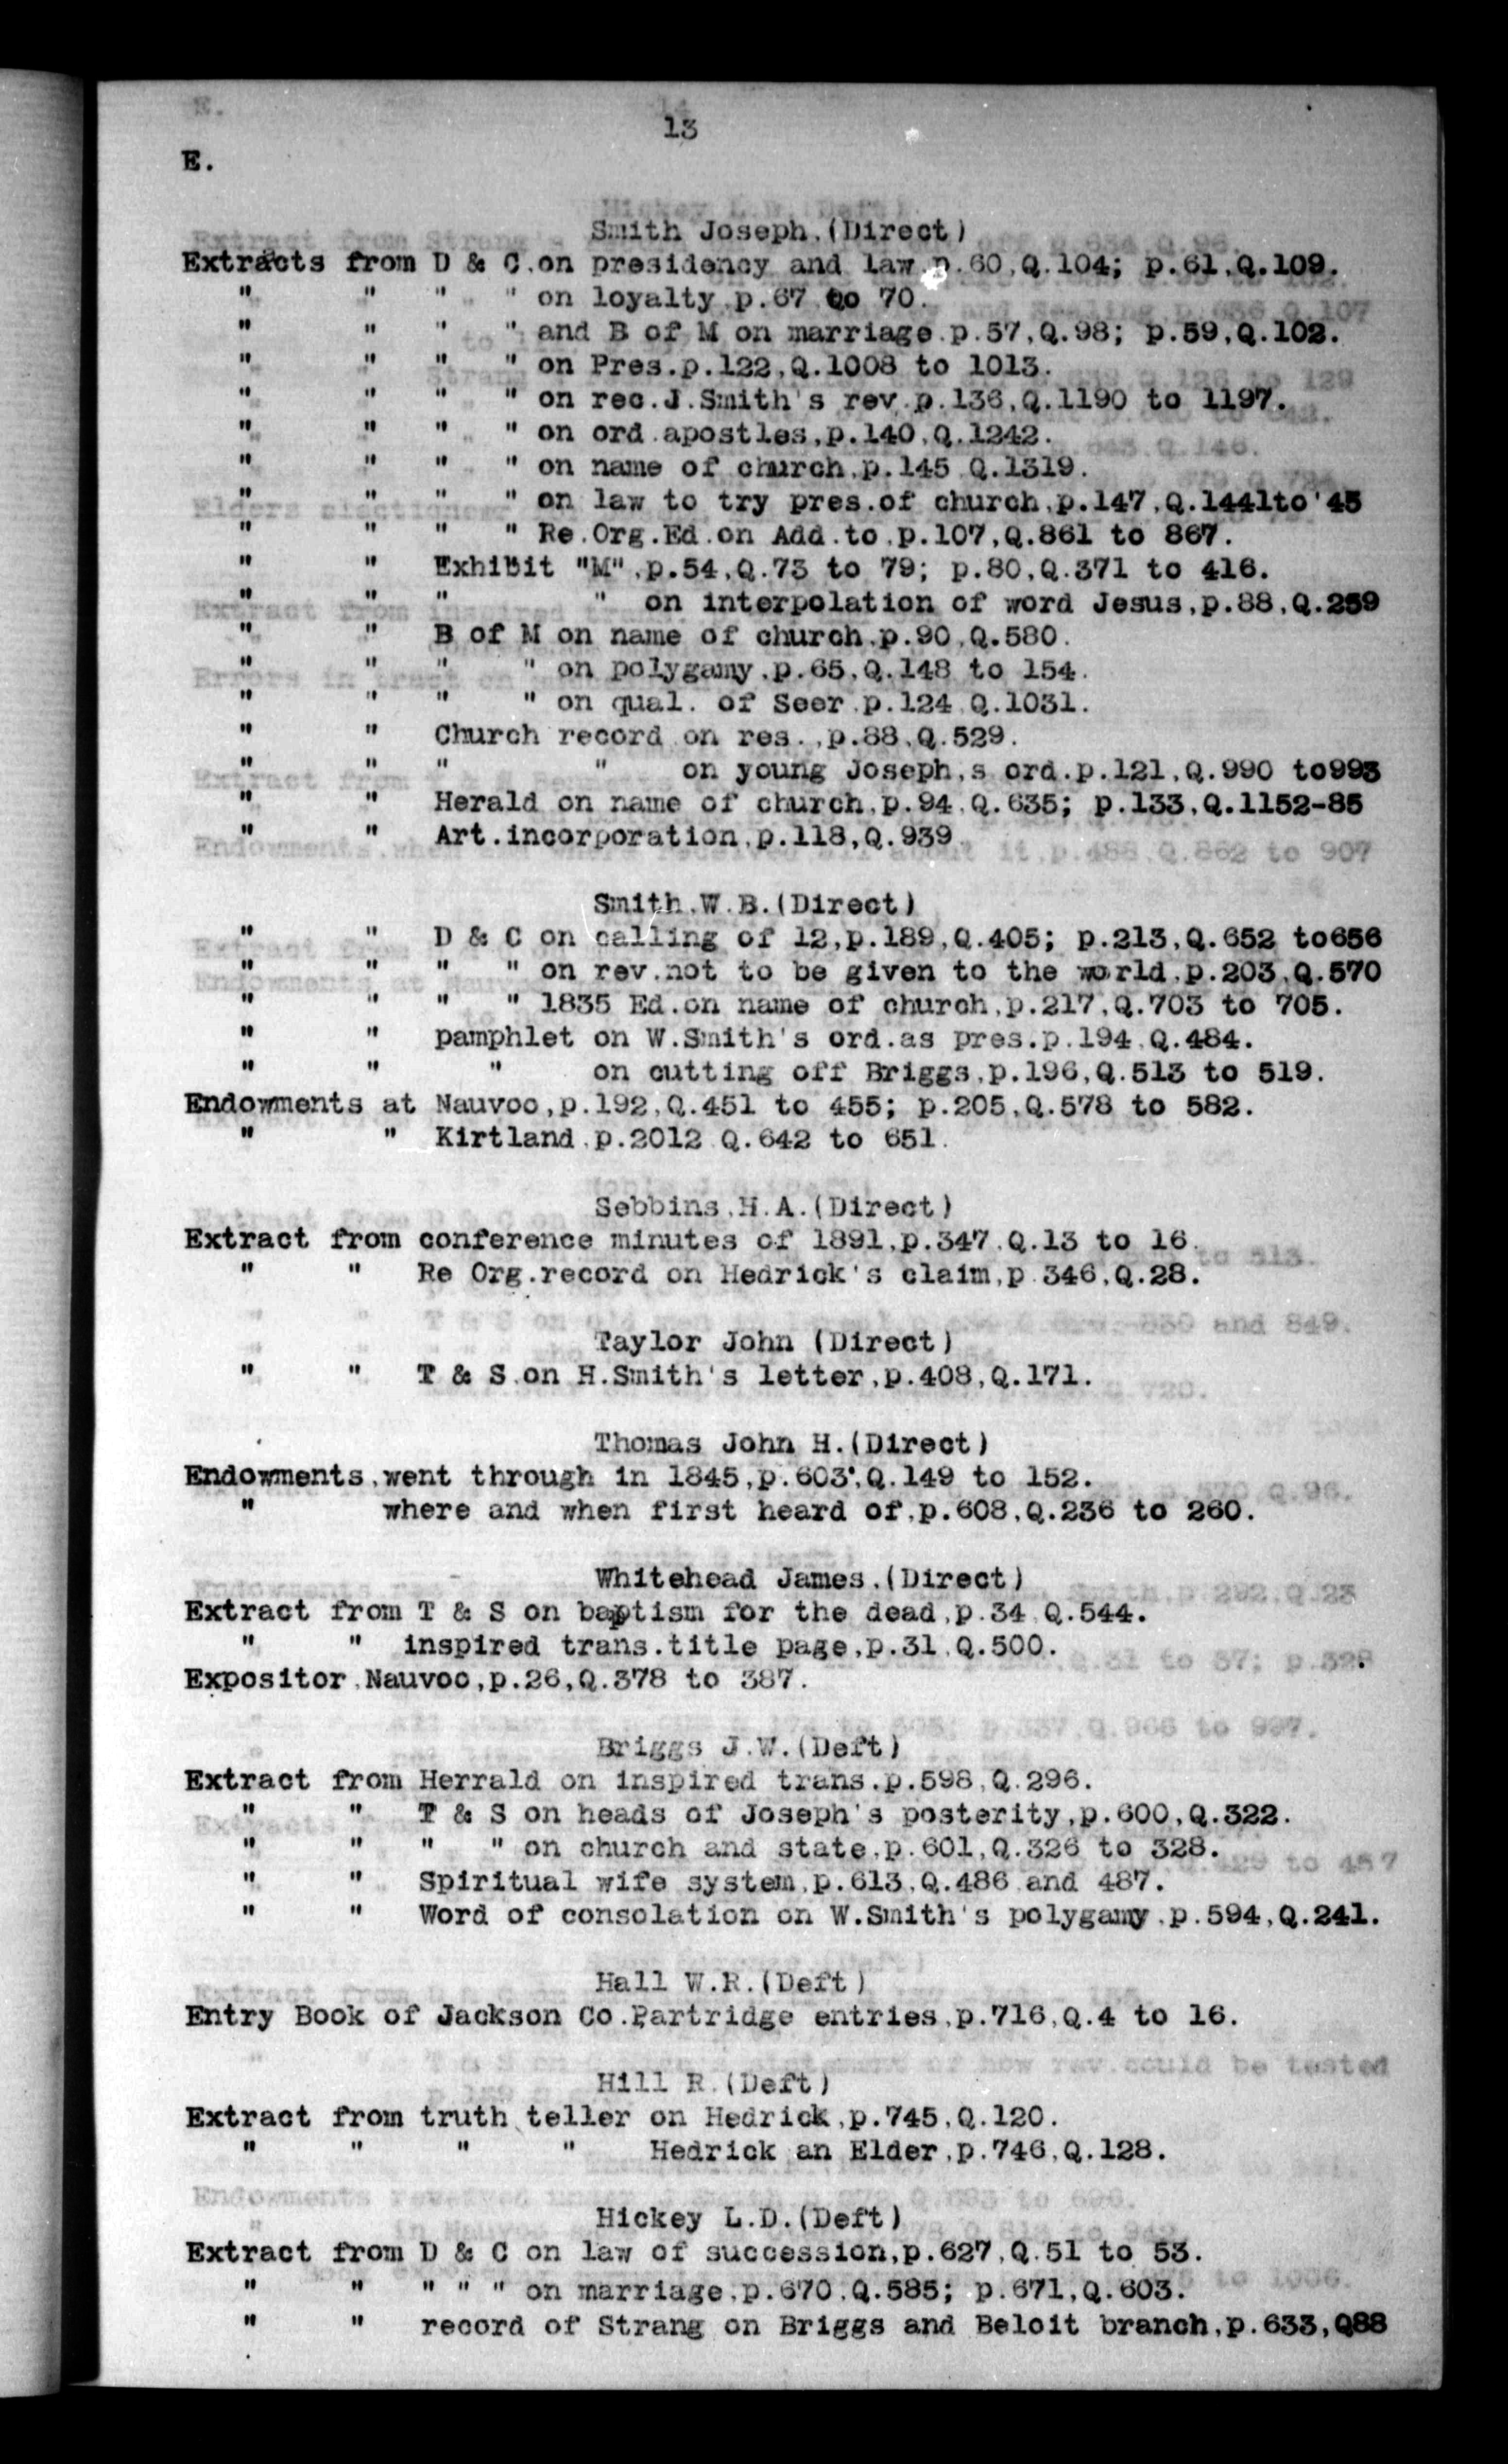 13
E.
Smith Joseph.(Direct)
Extracts from D & C.on presidency and law.p.60,Q.104; p.61,Q.109.
" " " " on loyalty.p.67 to 70.
" " " " and B of M on marriage.p.57,Q.98; p.59,Q.102.
" " " " on Pres.p.122,Q.1008 to 1013.
" " " " on rec.J.Smith's rev.p.136,Q.1190 to 1197.
" " " " on ord.apostles,p.140,Q.1242.
" " " " on name of church,p.145 Q.1319.
" " " " on law to try pres.of church,p.147,Q.1441to'45
" " " " Re.Org.Ed.on Add.to,p.107,Q.861 to 867.
" " Exhibit "M",p.54,Q.73 to 79; p.80,Q.371 to 416.
" " " " on interpolation of word Jesus,p.88,Q.259
" " B of M on name of church,p.90,Q.580.
" " " " on polygamy,p.65,Q.148 to 154.
" " " " on qual. of Seer.p.124,Q.1031.
" " Church record on res.,p.88,Q.529.
" " " " on young Joseph,s ord.p.121,Q.990 to993
" " Herald on name of church,p.94,Q.635; p.133,Q.1152-85
" " Art.incorporation,p.118,Q.939.
Smith.W.B.(Direct)
" " D & C on calling of 12,p.189,Q.405; p.213,Q.652 to656
" " " " on rev.not to be given to the world.p.203,Q.570
" " " " 1835 Ed.on name of church,p.217,Q.703 to 705.
" " pamphlet on W.Smith's ord.as pres.p.194,Q.484.
" " " on cutting off Briggs,p.196,Q.513 to 519.
Endowments at Nauvoo,p.192,Q.451 to 455; p.205,Q.578 to 582.
" " Kirtland,p.2012 Q.642 to 651.
Sebbins,H.A.(Direct)
Extract from conference minutes of 1891,p.347,Q.13 to 16.
" " Re Org.record on Hedrick's claim,p 346,Q.28.
Taylor John (Direct)
" " T & S.on H.Smith's letter,p.408,Q.171.
Thomas John H.(Direct)
Endowments,went through in 1845,p.603,Q.149 to 152.
" where and when first heard of,p.608,Q.236 to 260.
Whitehead James.(Direct)
Extract from T & S on baptism for the dead,p.34,Q.544.
" " inspired trans.title page,p.31,Q.500.
Expositor,Nauvoo,p.26,Q.378 to 387.
Briggs J.W.(Deft)
Extract from Herrald on inspired trans.p.598,Q.296.
" " T & S on heads of Joseph's posterity,p.600,Q.322.
" " " " on church and state,p.601,Q.326 to 328.
" " Spiritual wife system,p.613,Q.486 and 487.
" " Word of consolation on W.Smith's polygamy.p.594,Q.241.
Hall W.R.(Deft)
Entry Book of Jackson Co.Partridge entries,p.716,Q.4 to 16.
Hill R.(Deft)
Extract from truth teller on Hedrick,p.745,Q.120.
" " " " Hedrick an Elder,p.746,Q.128.
Hickey L.D.(Deft)
Extract from D & C on law of succession,p.627,Q.51 to 53.
" " " " " on marriage,p.670,Q.585; p.671,Q.603.
" " record of Strang on Briggs and Beloit branch,p.633,Q88